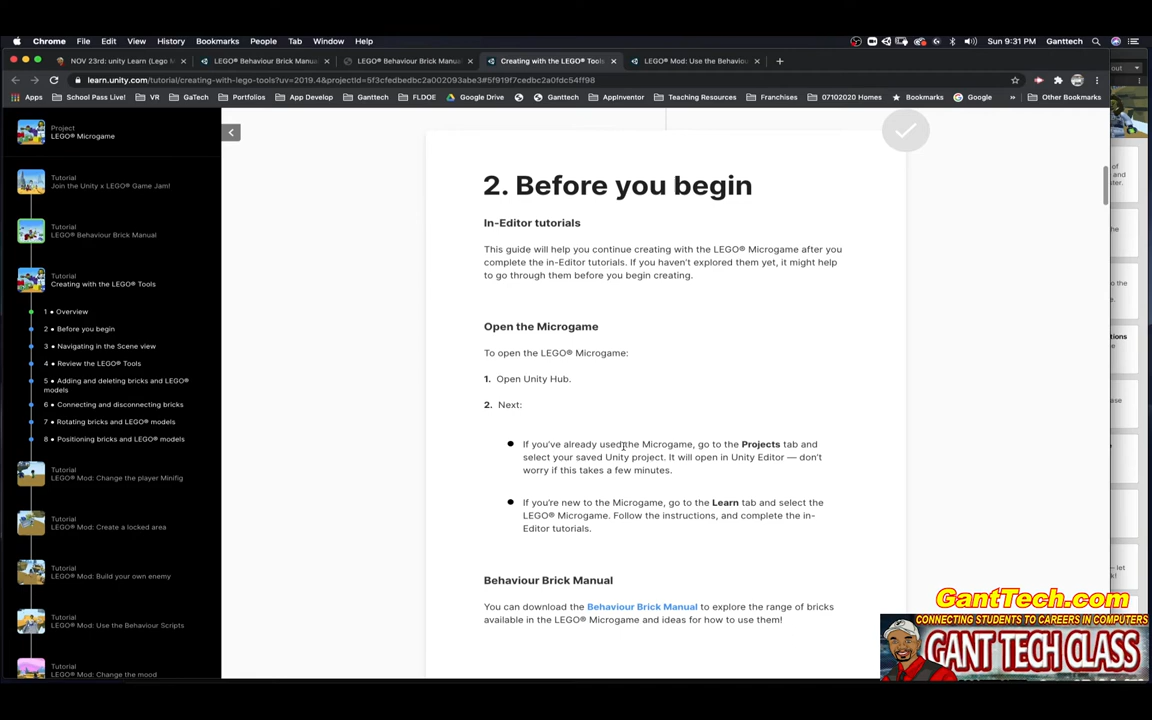 Chrome File Edit View History Bookmarks People Tab Window Help Sun 9:31 PM Ganttech
NOV 23rd: unity Learn (Lego M LEGO® Behaviour Brick Manual LEGO® Behaviour Brick Manual Creating with the LEGO® Tools LEGO® Mod: Use the Behaviour
learn.unity.com/tutorial/creating-with-lego-tools?uv=2019.4&projectId=5f3cfedbedbc2a002093abe3#5f919f7cedbc2a0fdc54ff98
Apps School Pass Live! VR GaTech Portfolios App Develop Ganttech FLDOE Google Drive Ganttech AppInventor Teaching Resources Franchises 07102020 Homes Bookmarks Google » Other Bookmarks
Project
LEGO® Microgame
Tutorial
Join the Unity x LEGO® Game Jam!
Tutorial
LEGO® Behaviour Brick Manual
Tutorial
Creating with the LEGO® Tools
1 • Overview
2 • Before you begin
3 • Navigating in the Scene view
4 • Review the LEGO® Tools
5 • Adding and deleting bricks and LEGO®
models
6 • Connecting and disconnecting bricks
7 • Rotating bricks and LEGO® models
8 • Positioning bricks and LEGO® models
Tutorial
LEGO® Mod: Change the player Minifig
Tutorial
LEGO® Mod: Create a locked area
Tutorial
LEGO® Mod: Build your own enemy
Tutorial
LEGO® Mod: Use the Behaviour Scripts
Tutorial
LEGO® Mod: Change the mood
2. Before you begin
In-Editor tutorials
This guide will help you continue creating with the LEGO® Microgame after you
complete the in-Editor tutorials. If you haven't explored them yet, it might help
to go through them before you begin creating.
Open the Microgame
To open the LEGO® Microgame:
1. Open Unity Hub.
2. Next:
If you've already used the Microgame, go to the Projects tab and
select your saved Unity project. It will open in Unity Editor — don't
worry if this takes a few minutes.
If you're new to the Microgame, go to the Learn tab and select the
LEGO® Microgame. Follow the instructions, and complete the in-
Editor tutorials.
Behaviour Brick Manual
You can download the Behaviour Brick Manual to explore the range of bricks
available in the LEGO® Microgame and ideas for how to use them!
out
of
and
ter.
to the
tions
e
ase
— let
k!
GantTech.com
CONNECTING STUDENTS TO CAREERS IN COMPUTERS
GANT TECH CLASS